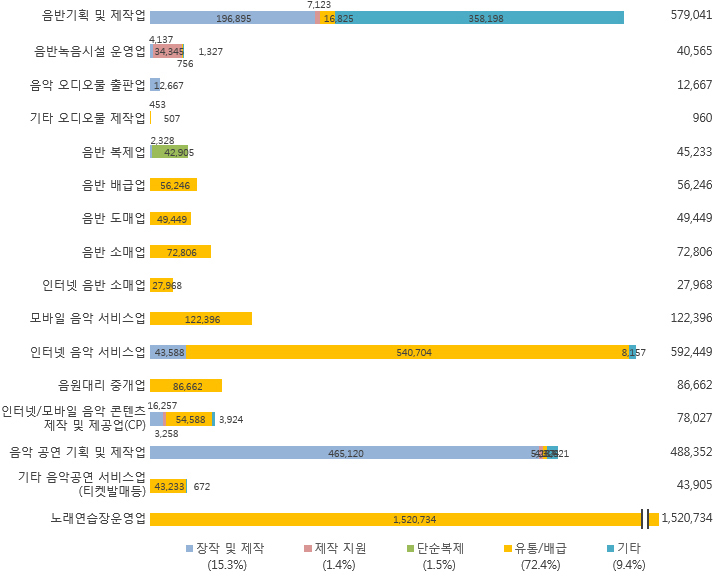 7,123
음반기획 및 제작업 196,895 16,825 358,198 579,041
4,137
음반녹음시설 운영업 34,345 1,327 40,565
756
음악 오디오물 출판업 12,667 12,667
453
기타 오디오물 제작업 507 960
2,328
음반 복제업 42,905 45,233
음반 배급업 56,246 56,246
음반 도매업 49,449 49,449
음반 소매업 72,806 72,806
인터넷 음반 소매업 27,968 27,968
모바일 음악 서비스업 122,396 122,396
인터넷 음악 서비스업 43,588 540,704 8,157 592,449
음원대리 중개업 86,662 86,662
16,257
인터넷/모바일 음악 콘텐츠
제작 및 제공업(CP) 54,588 3,924 78,027
3,258
음악 공연 기획 및 제작업 465,120 488,352
기타 음악공연 서비스업
(티켓발매등) 43,233 672 43,905
노래연습장운영업 1,520,734 1,520,734
장작 및 제작 제작 지원 단순복제 유통/배급 기타
(15.3%) (1.4%) (1.5%) (72.4%) (9.4%)